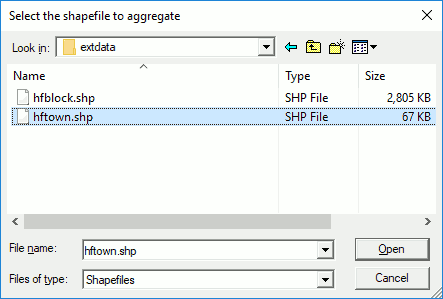 Select the shapefile to aggregate
Look in: extdata
Name Type Size
hfblock.shp SHP File 2,805 KB
hftown.shp SHP File 67 KB
File name: hftown.shp Open
Files of type: Shapefiles Cancel